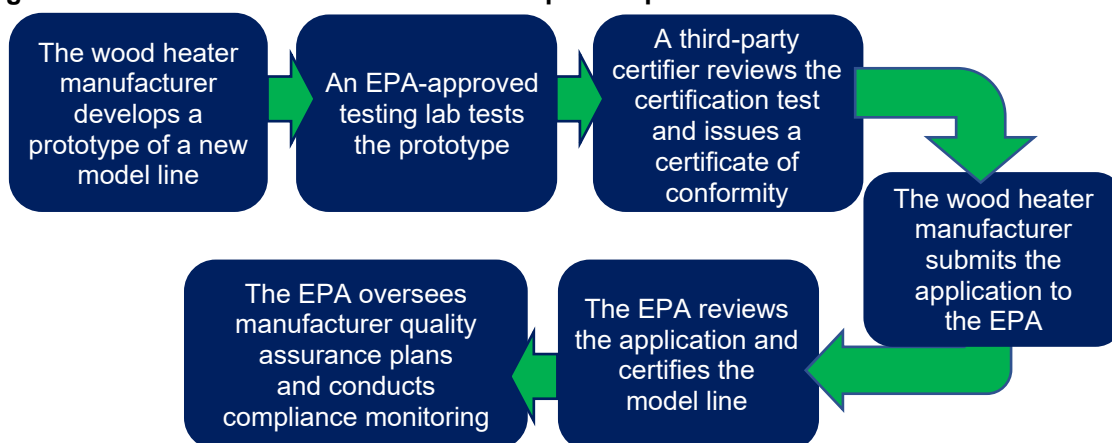 The wood heater
manufacturer
develops a
prototype of a new
model line
An EPA-approved
testing lab tests
the prototype
A third-party
certifier reviews the
certification test
and issues a
certificate of
conformity
The wood heater
manufacturer
submits the
application to
the EPA
The EPA reviews
the application and
certifies the
model line
The EPA oversees
manufacturer quality
assurance plans
and conducts
compliance monitoring